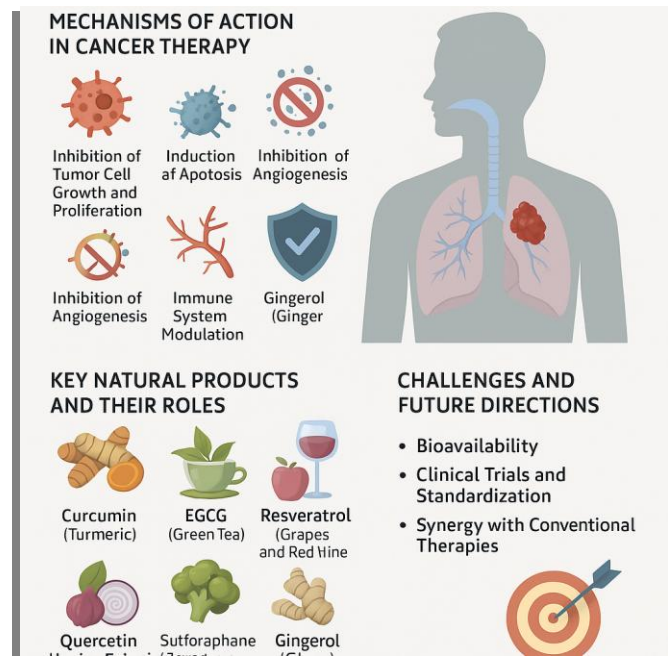 MECHANISMS OF ACTION
IN CANCER THERAPY
Inhibition of
Tumor Cell
Growth and
Proliferation
Induction
af Apotosis
Inhibition of
Angiogenesis
Inhibition of
Angiogenesis
Immune
System
Modulation
Gingerol
(Ginger
KEY NATURAL PRODUCTS
AND THEIR ROLES
Curcumin
(Turmeric)
EGCG
(Green Tea)
Resveratrol
(Grapes
and Red Hine
Quercetin
Sutforaphane
Gingerol
CHALLENGES AND
FUTURE DIRECTIONS
• Bioavailability
• Clinical Trials and
Standardization
• Synergy with Conventional
Therapies